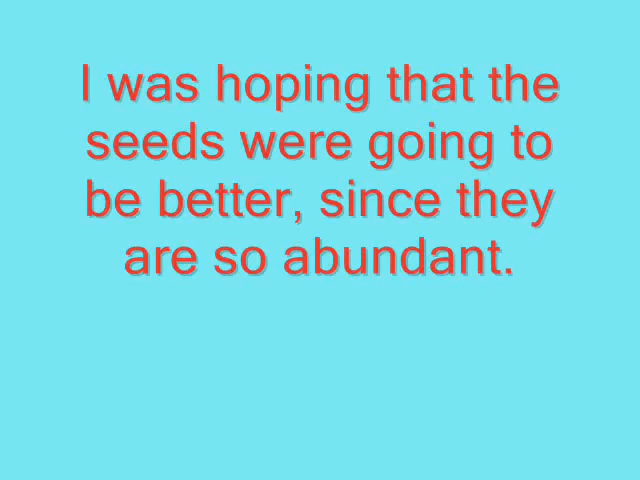 I was hoping that the
seeds were going to
be better, since they
are so abundant.